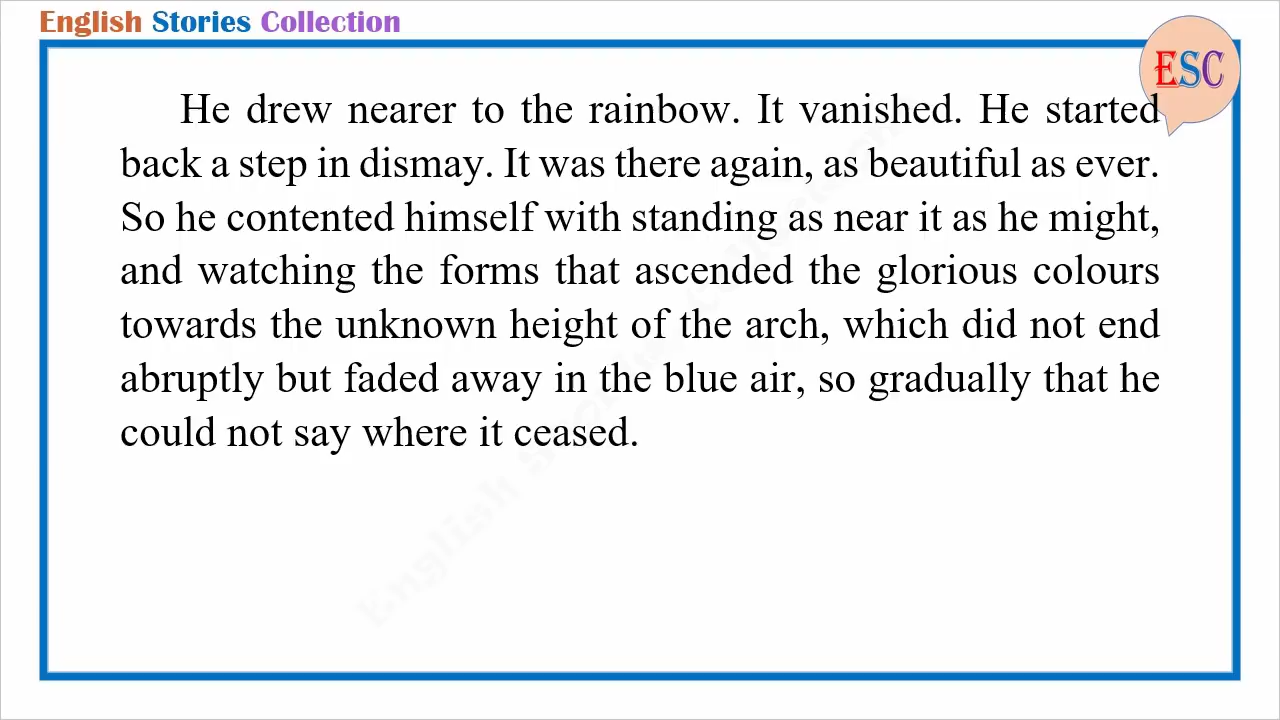 English Stories Collection
ESC
He drew nearer to the rainbow. It vanished. He started
back a step in dismay. It was there again, as beautiful as ever.
So he contented himself with standing as near it as he might,
and watching the forms that ascended the glorious colours
towards the unknown height of the arch, which did not end
abruptly but faded away in the blue air, so gradually that he
could not say where it ceased.
English Stories Collection